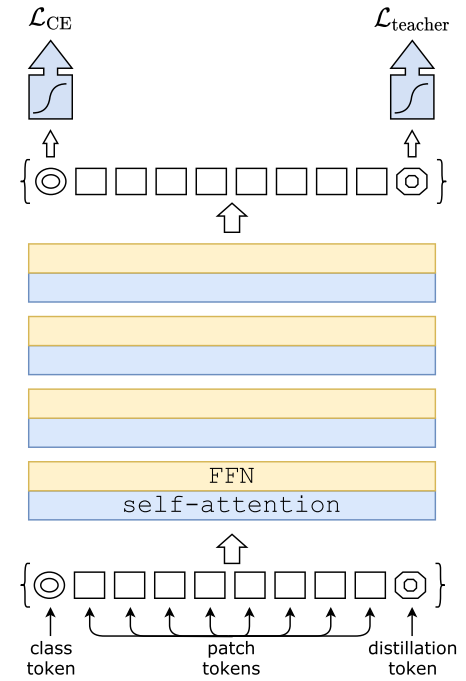 ℒCE
ℒteacher
FFN
self-attention
class
token
patch
tokens
distillation
token